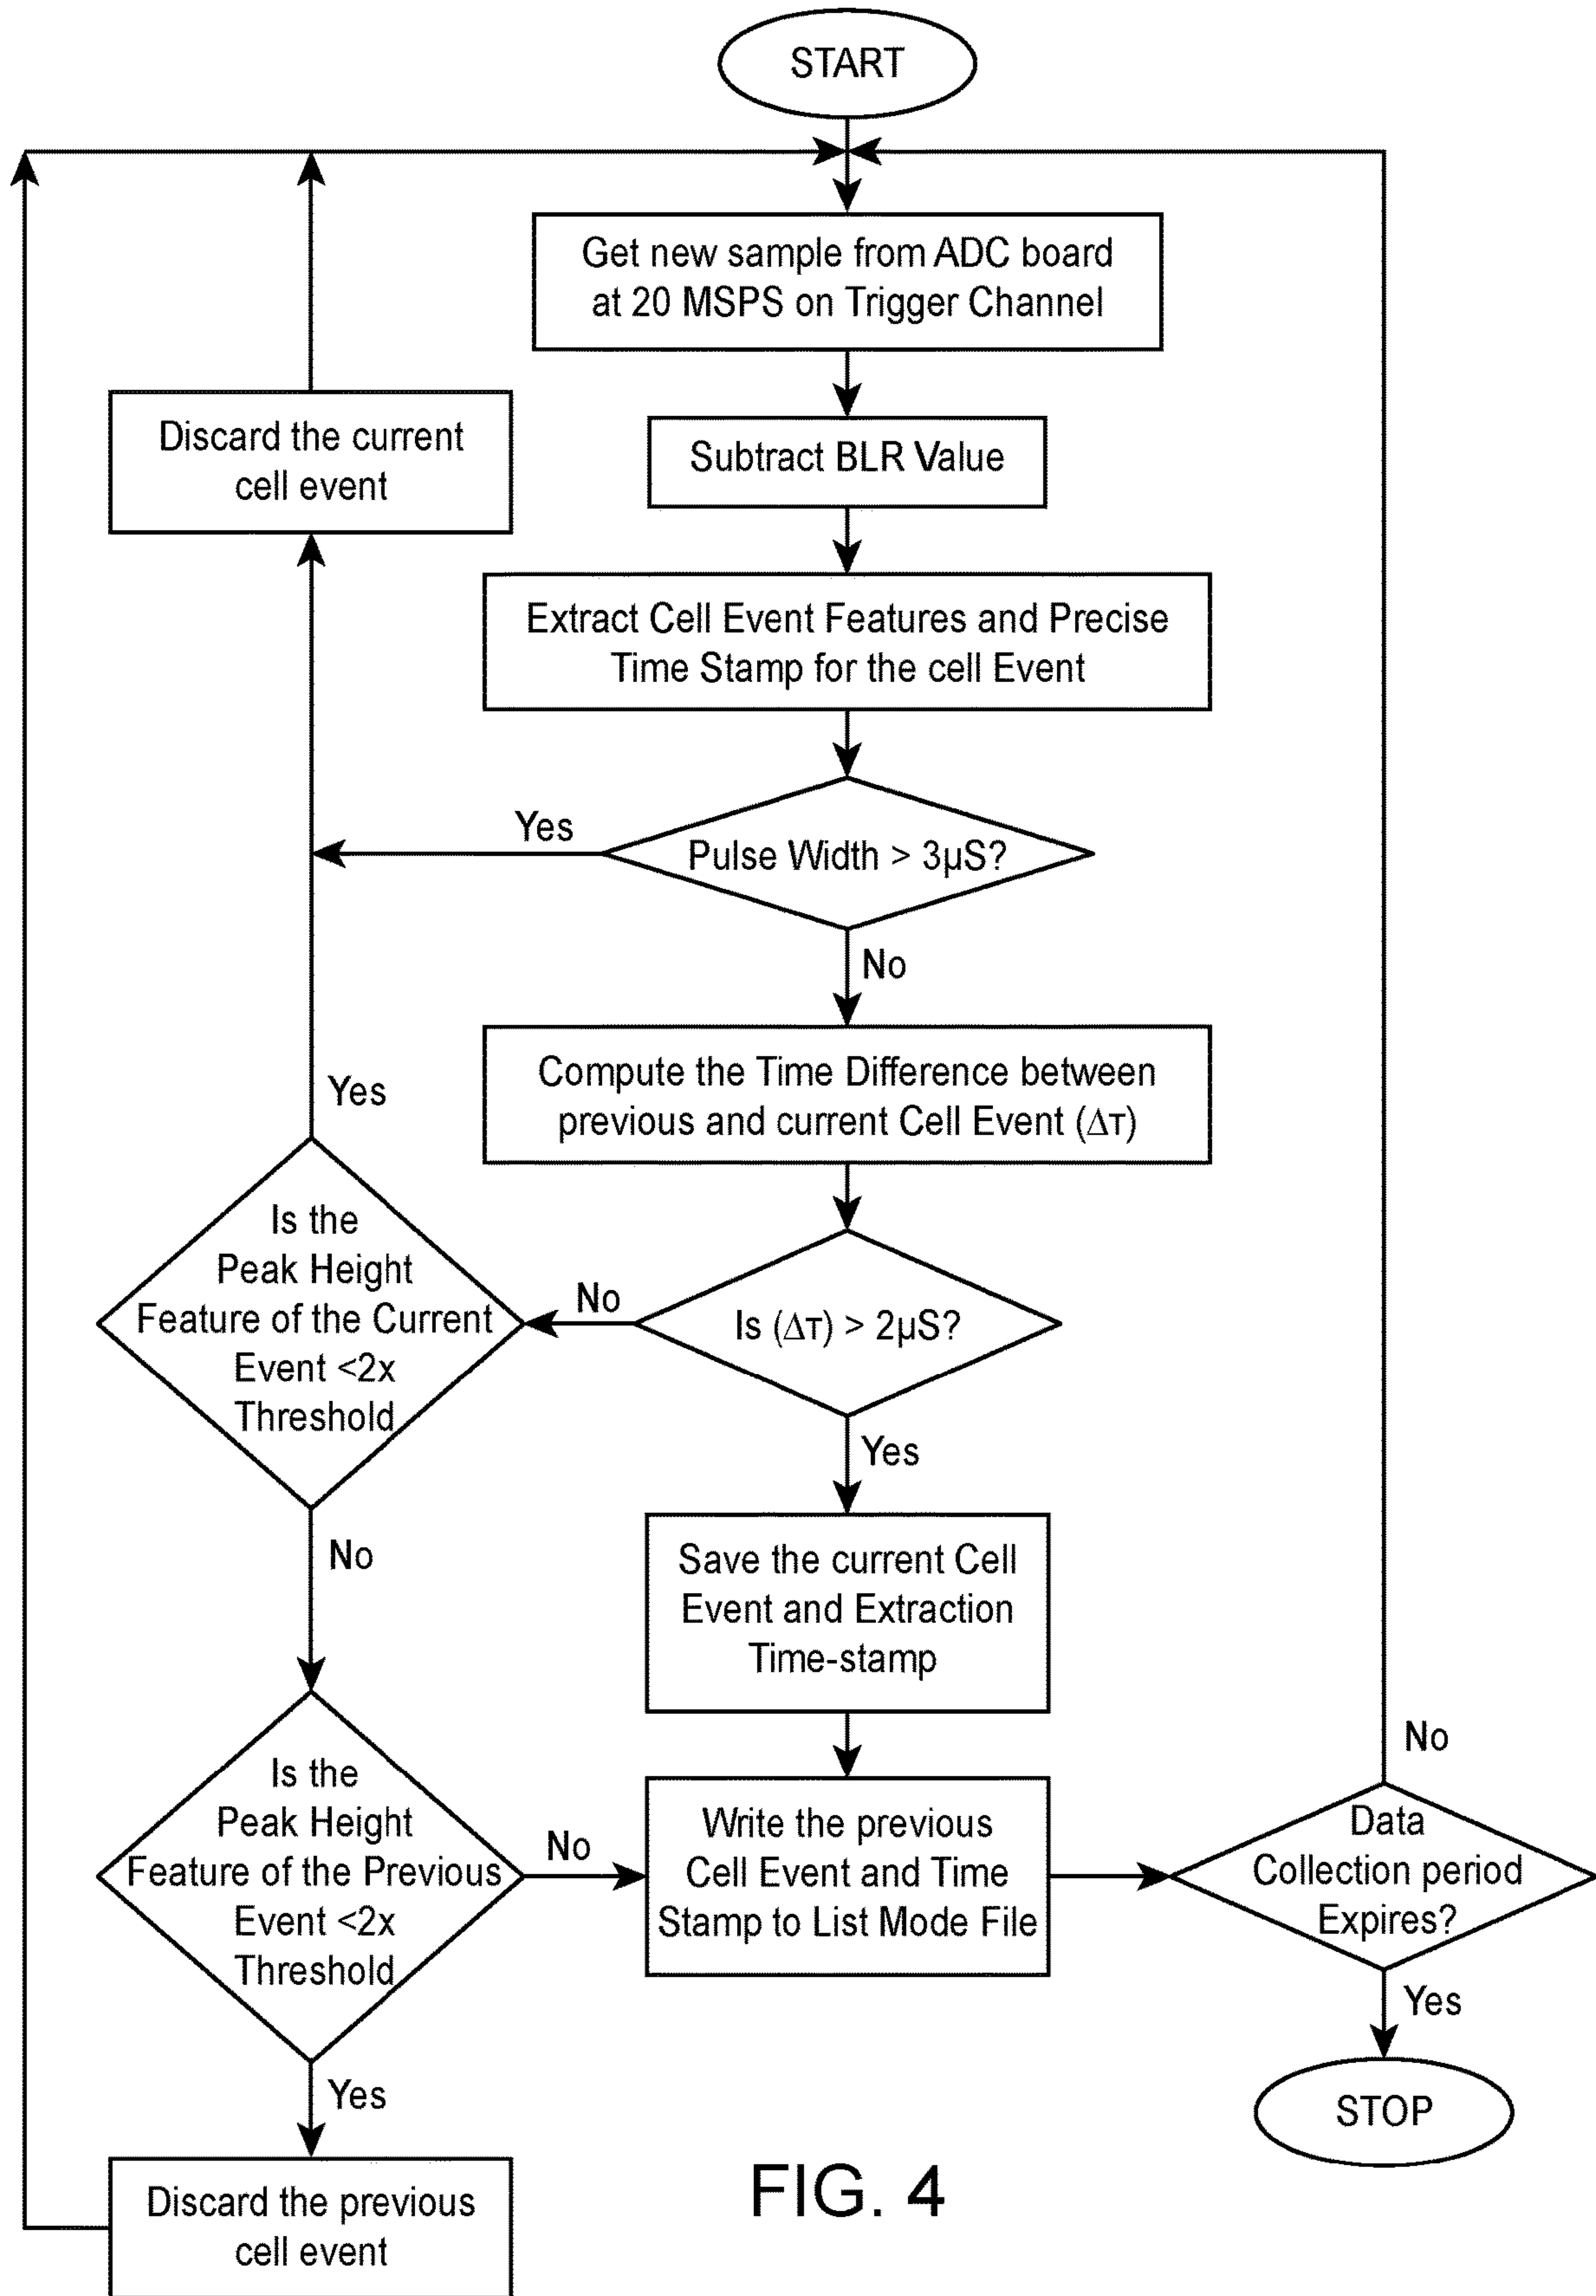 START
Get new sample from ADC board
at 20 MSPS on Trigger Channel
Discard the current
cell event
Subtract BLR Value
Extract Cell Event Features and Precise
Time Stamp for the cell Event
Yes
Pulse Width > 3µS?
No
Compute the Time Difference between
previous and current Cell Event (Δτ)
Yes
Is the
Peak Height
Feature of the Current
Event <2x
Threshold
No
Is (Δτ) > 2µS?
Yes
No
Save the current Cell
Event and Extraction
Time-stamp
No
Is the
Peak Height
Feature of the Previous
Event <2x
Threshold
No
Write the previous
Cell Event and Time
Stamp to List Mode File
Data
Collection period
Expires?
Yes
Yes
STOP
Discard the previous
cell event
FIG. 4